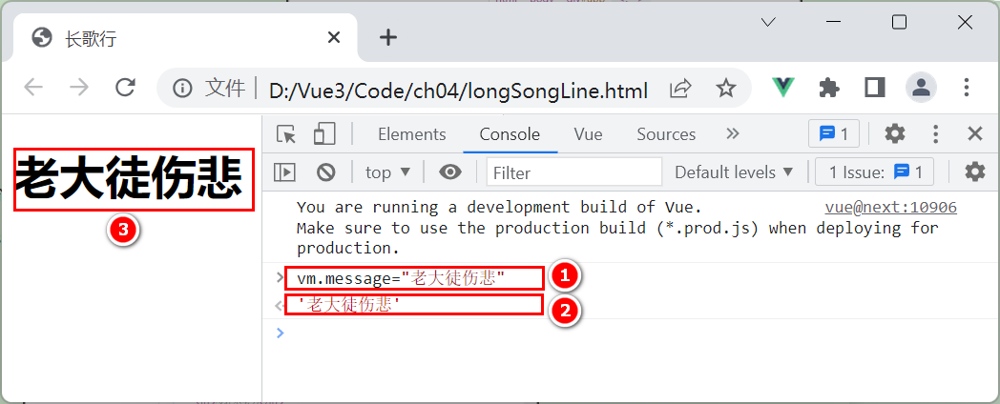 长歌行
文件 D:/Vue3/Code/ch04/longSongLine.html
老大徒伤悲
3
Elements Console Vue Sources 1
top Filter Default levels 1 Issue: 1
You are running a development build of Vue. vue@next:10906
Make sure to use the production build (*.prod.js) when deploying for
production.
vm.message="老大徒伤悲" 1
'老大徒伤悲' 2